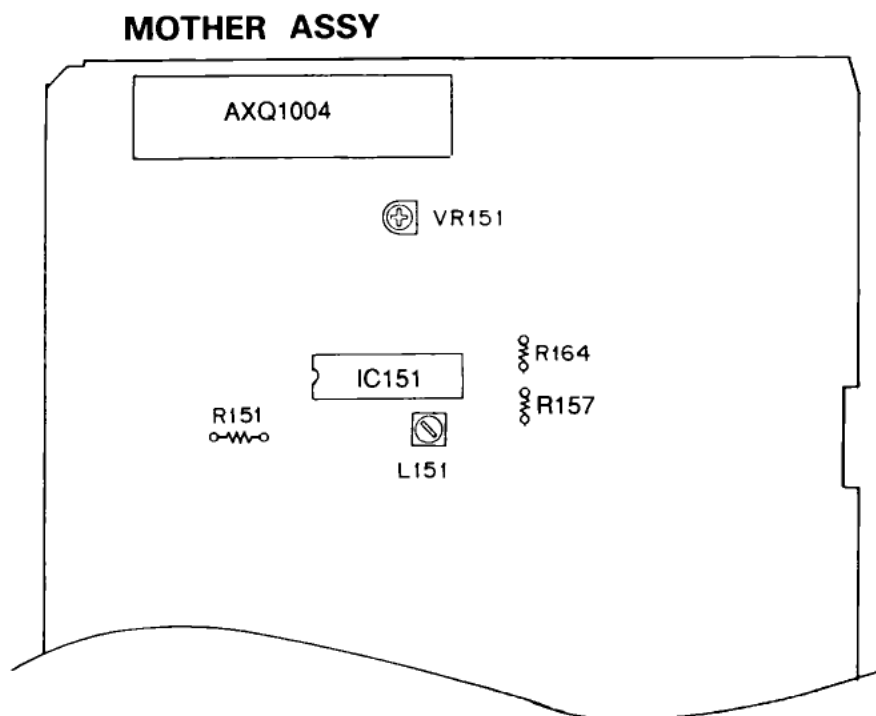 MOTHER ASSY
AXQ1004
VR151
R164
IC151
R157
R151
L151